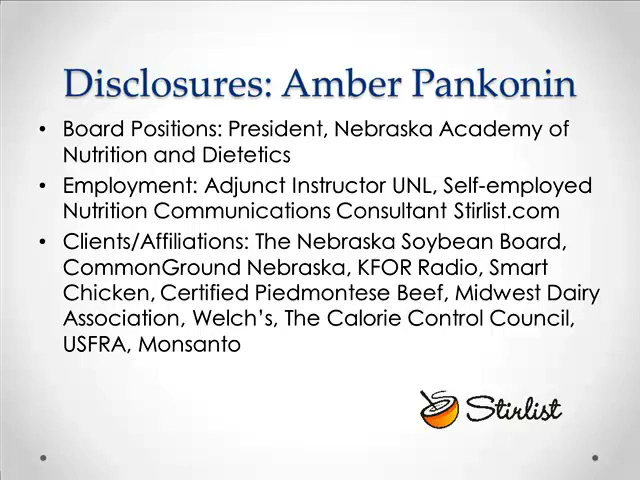 Disclosures: Amber Pankonin
• Board Positions: President, Nebraska Academy of
Nutrition and Dietetics
• Employment: Adjunct Instructor UNL, Self-employed
Nutrition Communications Consultant Stirlist.com
• Clients/Affiliations: The Nebraska Soybean Board,
CommonGround Nebraska, KFOR Radio, Smart
Chicken, Certified Piedmontese Beef, Midwest Dairy
Association, Welch's, The Calorie Control Council,
USFRA, Monsanto
Stirlist